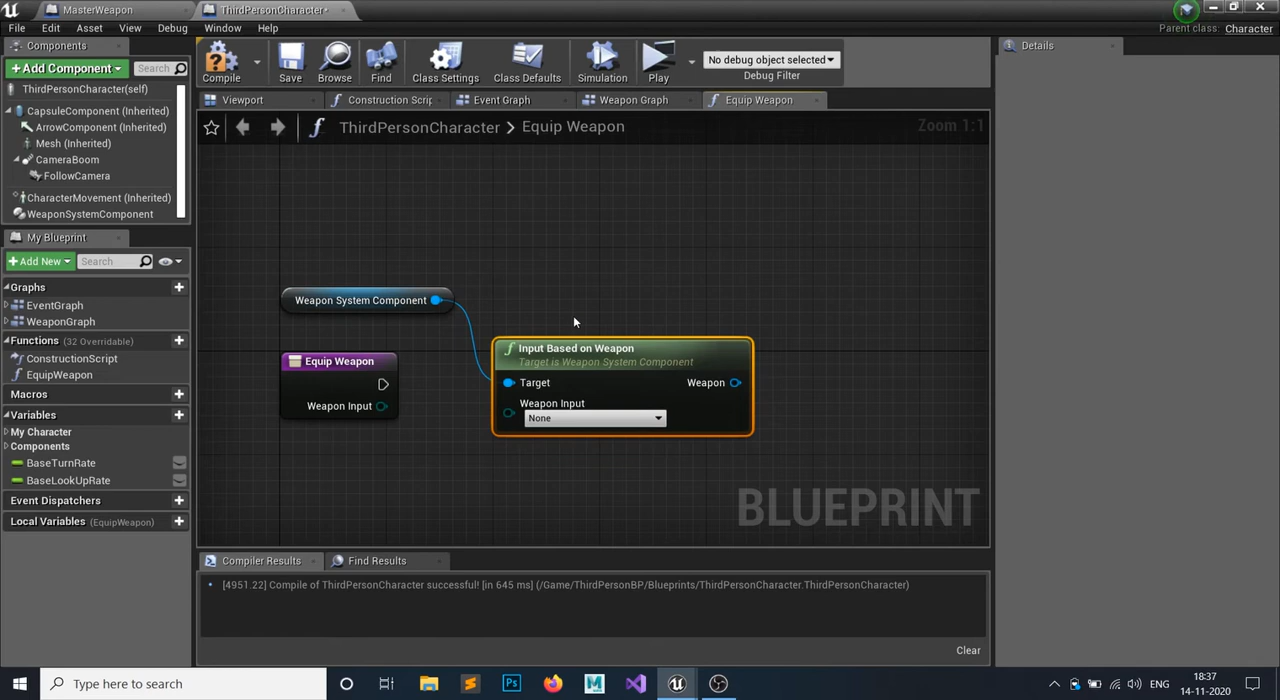 MasterWeapon
ThirdPersonCharacter*
File Edit Asset View Debug Window Help
Parent class: Character
Components
+ Add Component
Search
ThirdPersonCharacter(self)
CapsuleComponent (Inherited)
ArrowComponent (Inherited)
Mesh (Inherited)
CameraBoom
FollowCamera
CharacterMovement (Inherited)
WeaponSystemComponent
My Blueprint
+ Add New
Search
Graphs
EventGraph
WeaponGraph
Functions (32 Overridable)
ConstructionScript
EquipWeapon
Macros
Variables
My Character
Components
BaseTurnRate
BaseLookUpRate
Event Dispatchers
Local Variables (EquipWeapon)
Compile Save Browse Find Class Settings Class Defaults Simulation Play
No debug object selected
Debug Filter
Viewport Construction Scrip Event Graph Weapon Graph Equip Weapon
ThirdPersonCharacter > Equip Weapon
Zoom 1:1
Weapon System Component
Equip Weapon
Weapon Input
Input Based on Weapon
Target is Weapon System Component
Target
Weapon
Weapon Input
None
BLUEPRINT
Compiler Results
Find Results
[4951.22] Compile of ThirdPersonCharacter successful! [in 645 ms] (/Game/ThirdPersonBP/Blueprints/ThirdPersonCharacter.ThirdPersonCharacter)
Clear
Details
Type here to search
Ps
ENG
18:37
14-11-2020